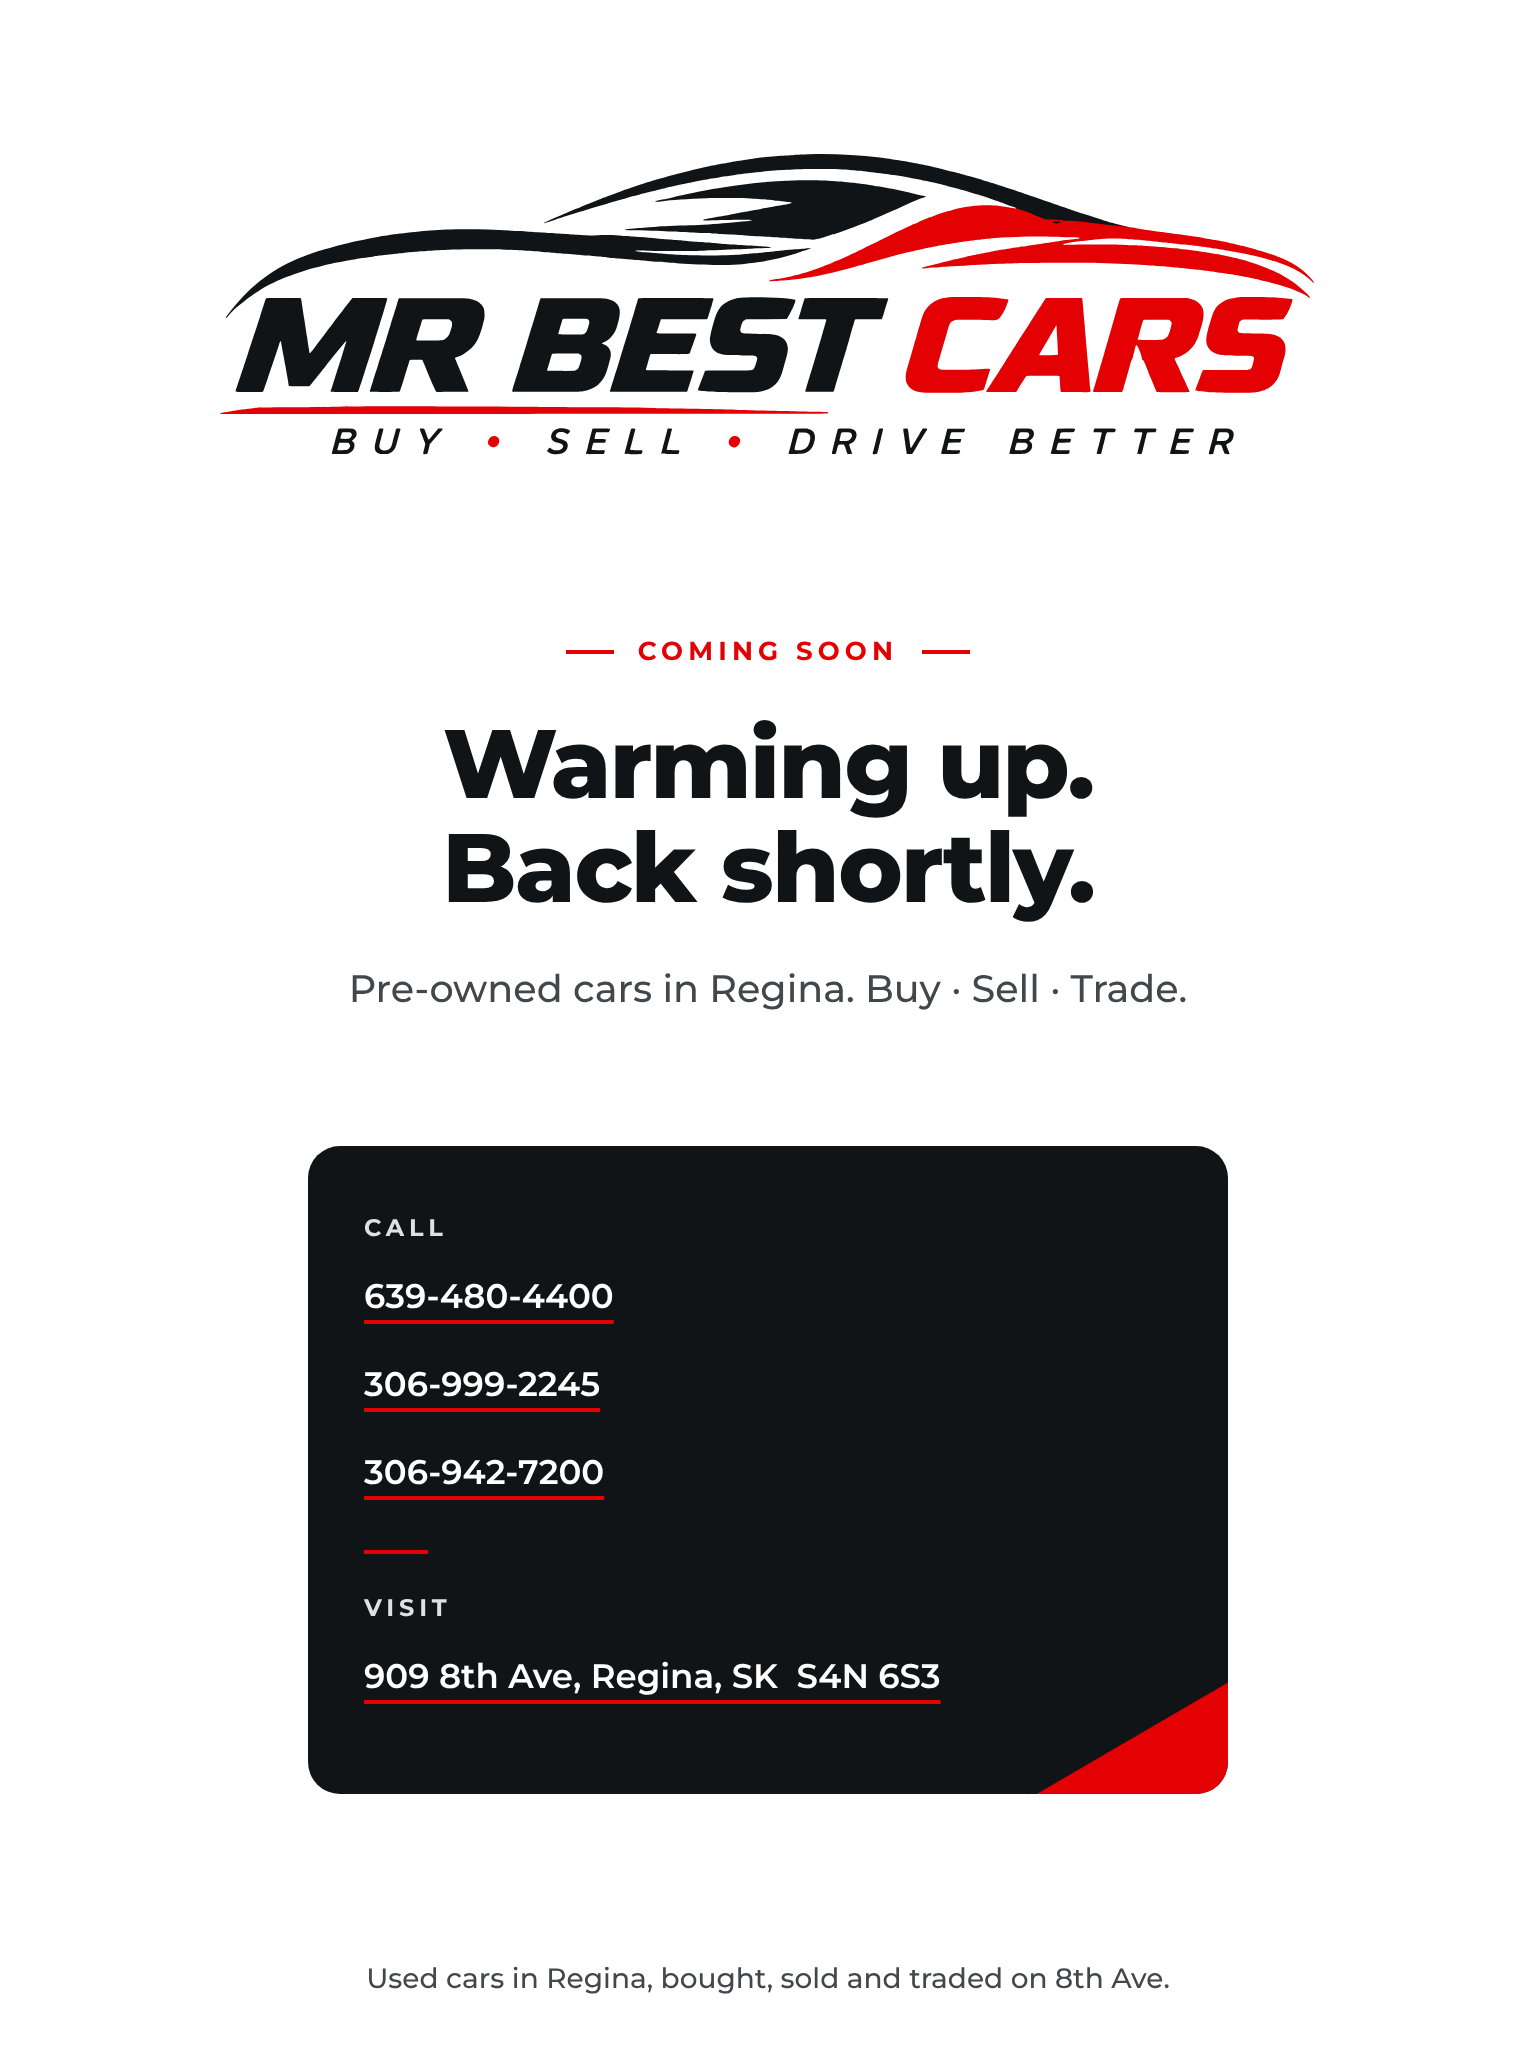 MR BEST CARS
BUY • SELL • DRIVE BETTER
COMING SOON
Warming up.
Back shortly.
Pre-owned cars in Regina. Buy · Sell · Trade.
CALL
639-480-4400
306-999-2245
306-942-7200
VISIT
909 8th Ave, Regina, SK  S4N 6S3
Used cars in Regina, bought, sold and traded on 8th Ave.